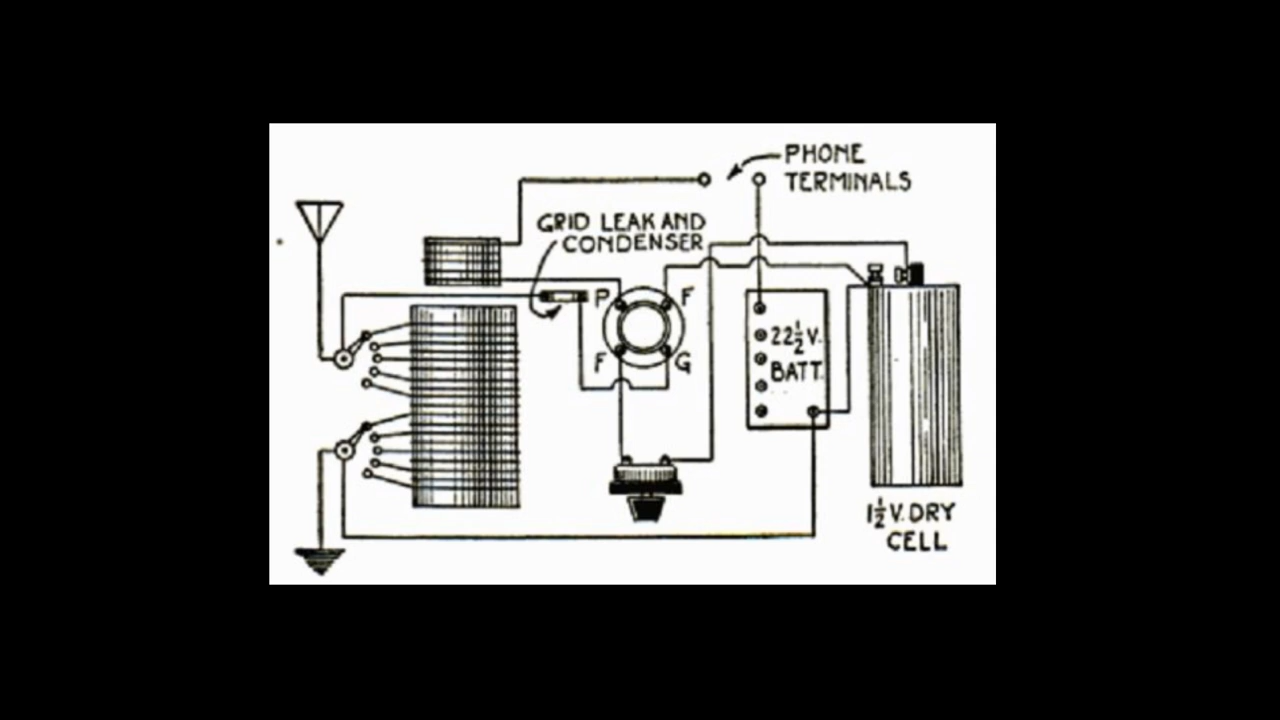 PHONE
TERMINALS
GRID LEAK AND
CONDENSER
P
F
F
G
22½ V.
BATT.
1½ V. DRY
CELL